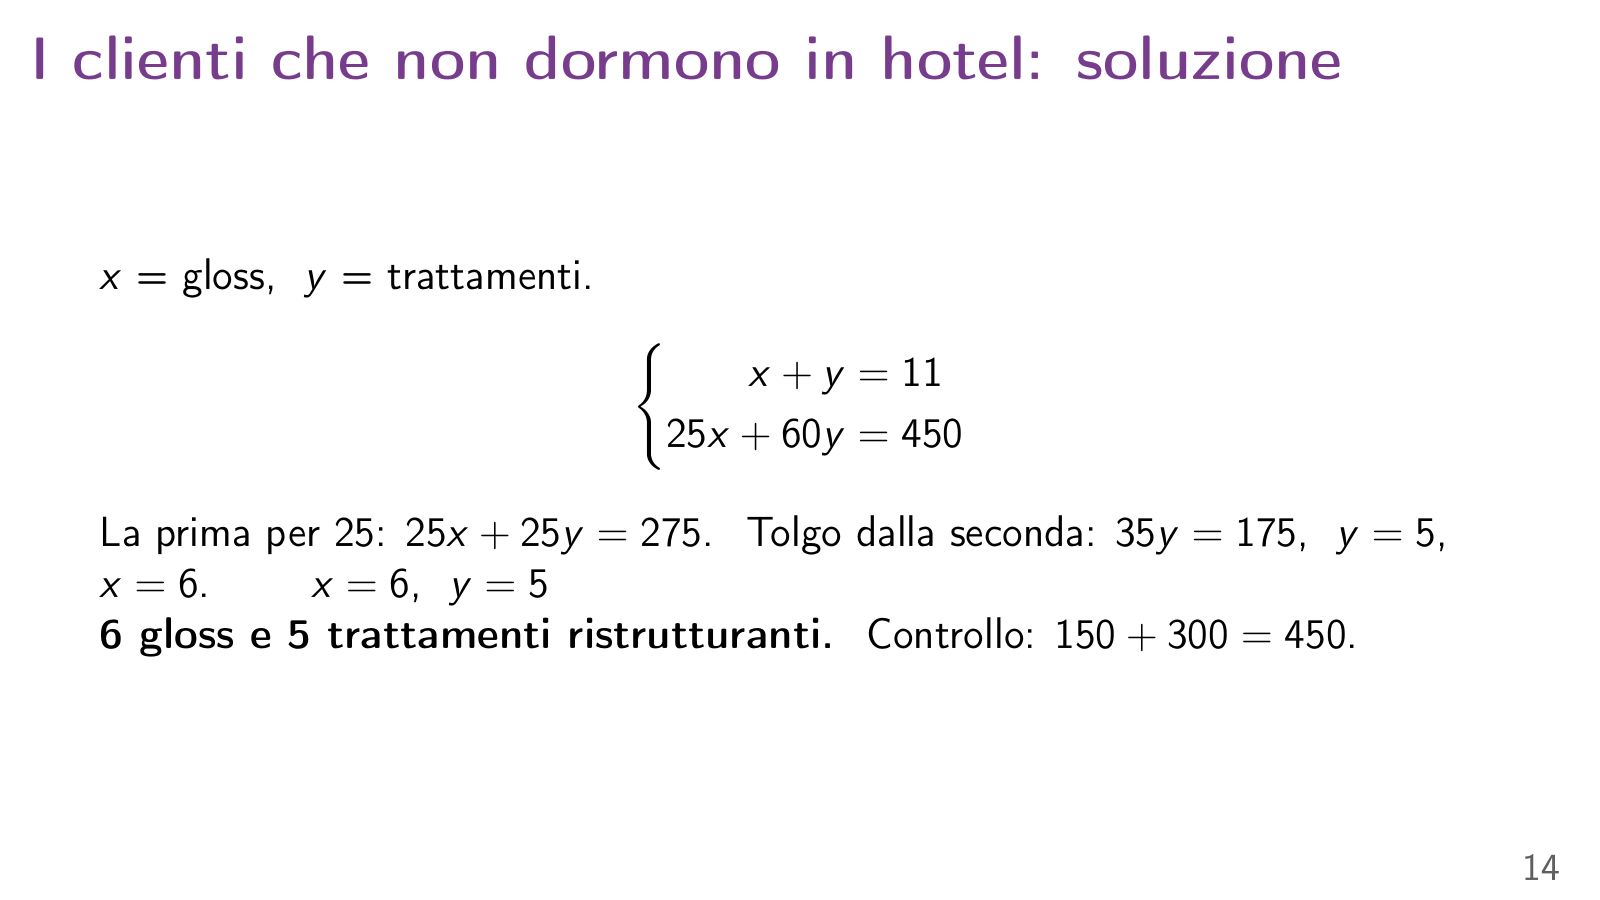 I clienti che non dormono in hotel: soluzione
x = gloss, y = trattamenti.
x + y = 11
25x + 60y = 450
La prima per 25: 25x + 25y = 275. Tolgo dalla seconda: 35y = 175, y = 5,
x = 6. x = 6, y = 5
6 gloss e 5 trattamenti ristrutturanti. Controllo: 150 + 300 = 450.
14